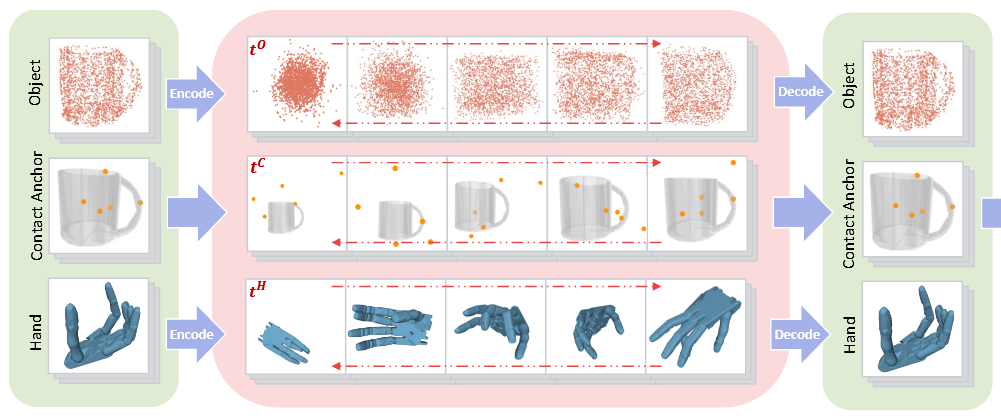 Object
Encode
t^O
Decode
Object
Contact Anchor
t^C
Contact Anchor
Hand
Encode
t^H
Decode
Hand